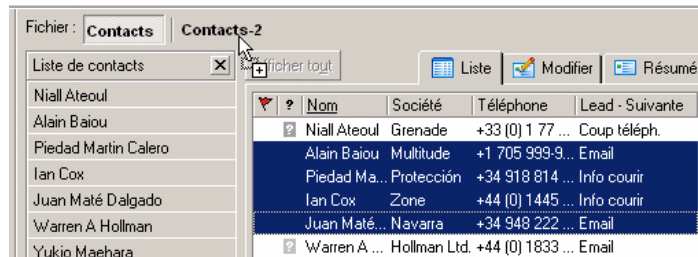 Fichier : Contacts Contacts-2
Liste de contacts
Niall Ateoul
Alain Baiou
Piedad Martin Calero
Ian Cox
Juan Maté Dalgado
Warren A Hollman
Yukio Maehara
fficher tout Liste Modifier Résumé
? Nom Société Téléphone Lead - Suivante
? Niall Ateoul Grenade +33 (0) 1 77 ... Coup téléph.
Alain Baiou Multitude +1 705 999-9... Email
Piedad Ma... Protección +34 918 814 ... Info courir
Ian Cox Zone +44 (0) 1445 ... Info courir
Juan Maté... Navarra +34 948 222 ... Email
? Warren A ... Hollman Ltd. +44 (0) 1833 ... Email